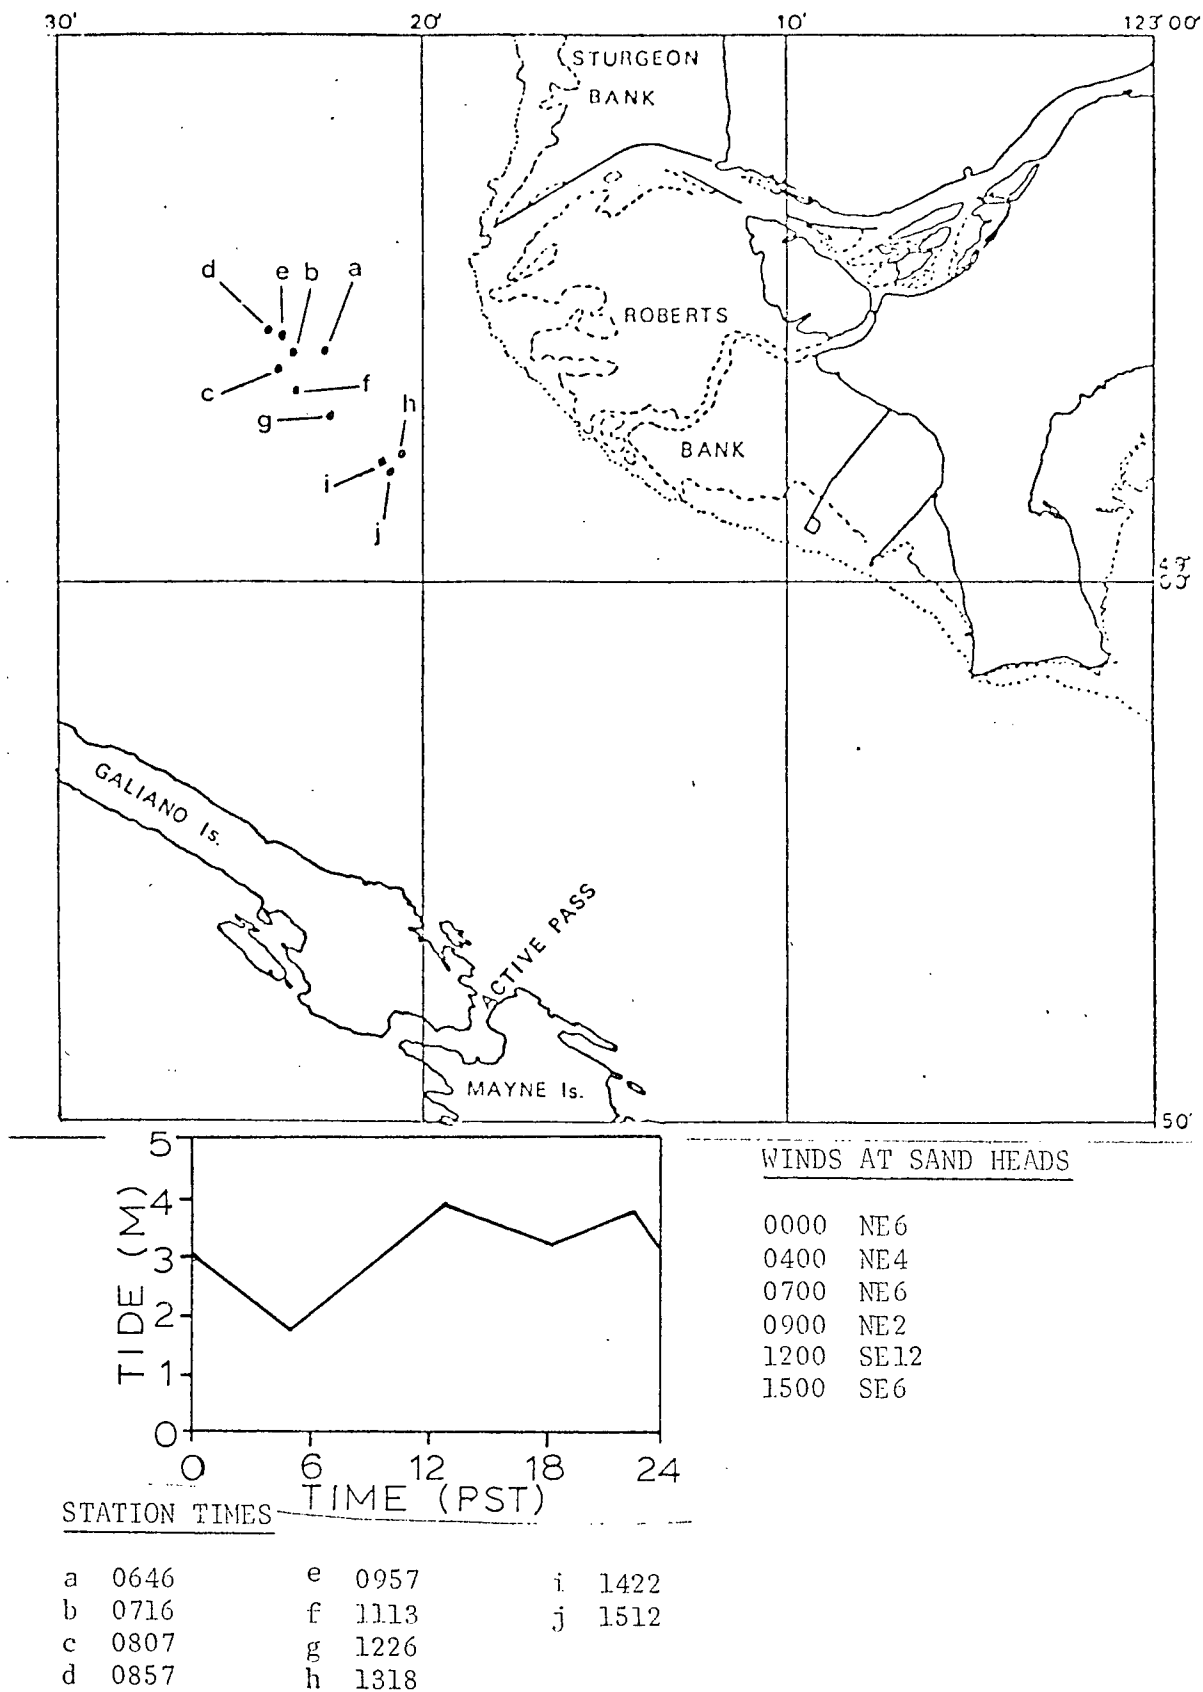 30' 20' 10' 123° 00'
STURGEON
BANK
d e b a
ROBERTS
c f
g h
BANK
i
j
49°
00'
GALIANO Is.
ACTIVE PASS
MAYNE Is.
50'
5
4
3
2
1
0
TIDE (M)
0 6 12 18 24
TIME (PST)
WINDS AT SAND HEADS
0000 NE6
0400 NE4
0700 NE6
0900 NE2
1200 SE12
1500 SE6
STATION TIMES
a 0646 e 0957 i 1422
b 0716 f 1113 j 1512
c 0807 g 1226
d 0857 h 1318